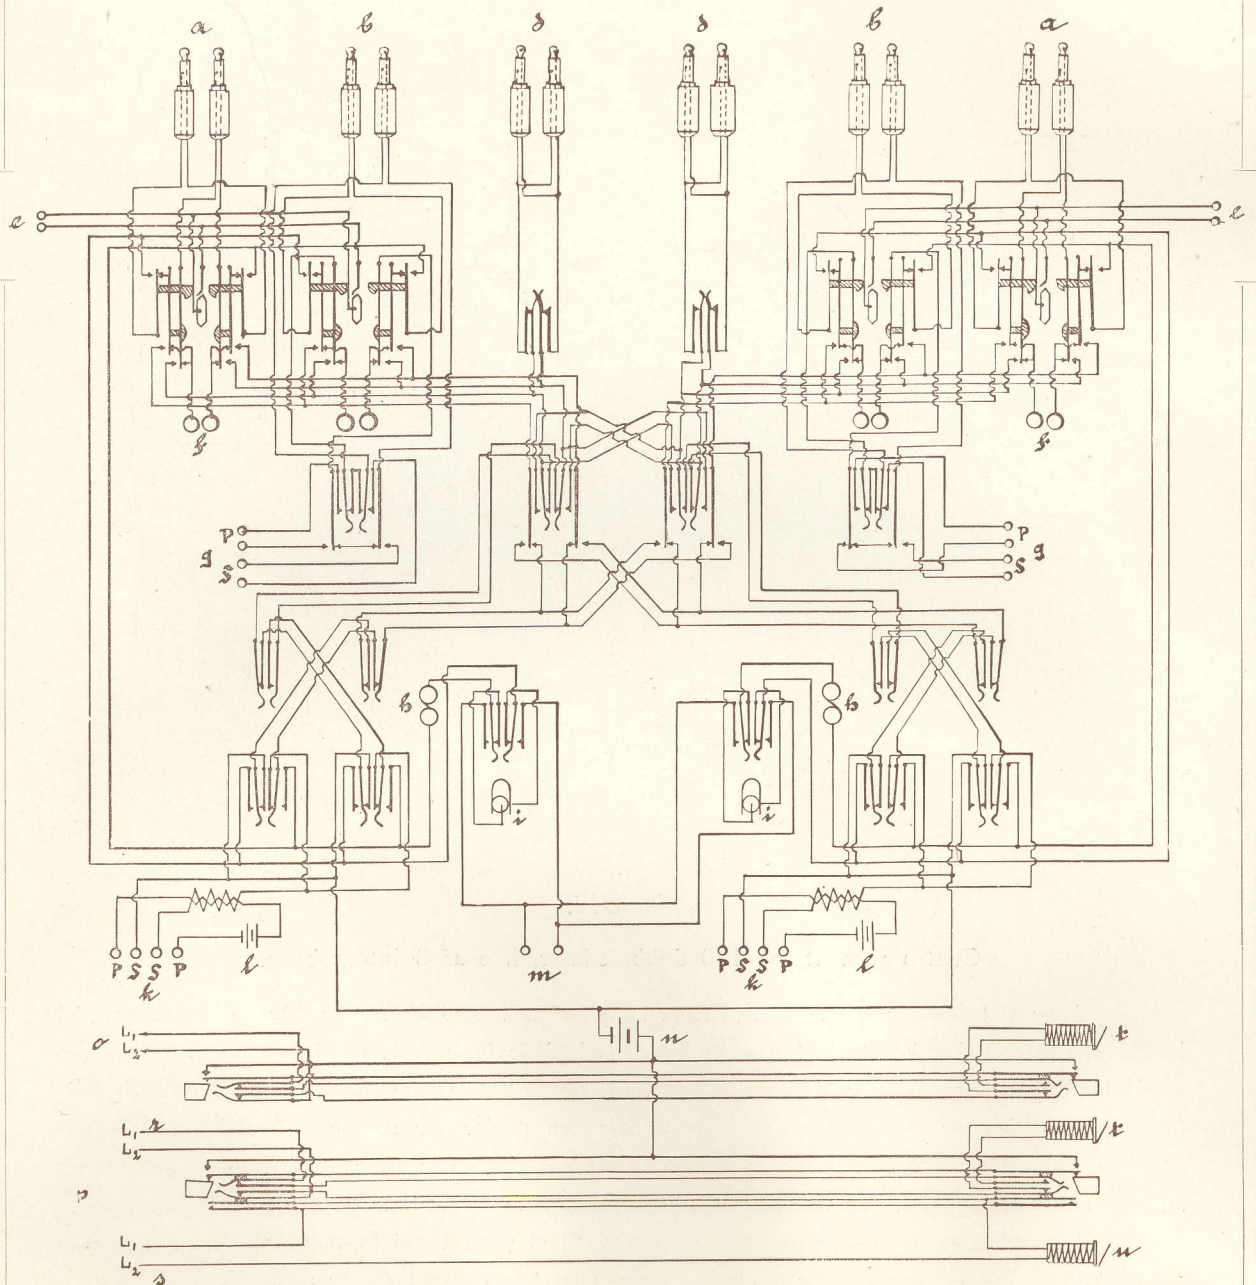 a b d d b a
e e
f f
P P
g g
S S
h h
i i
P S S P P S S P
k l m k l
L₁ n t
o L₂
L₁ r t
L₂
p
L₁ u
L₂
s